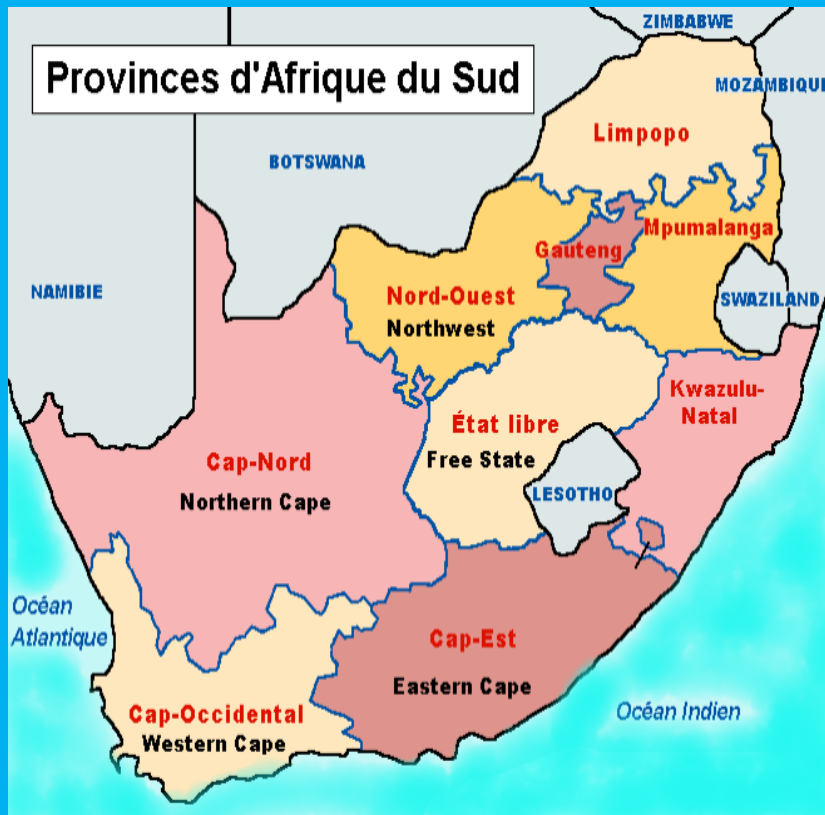 ZIMBABWE
Provinces d'Afrique du Sud
MOZAMBIQUE
Limpopo
BOTSWANA
Mpumalanga
Gauteng
NAMIBIE
Nord-Ouest
SWAZILAND
Northwest
Kwazulu-
Natal
État libre
Free State
Cap-Nord
LESOTHO
Northern Cape
Océan
Atlantique
Cap-Est
Eastern Cape
Cap-Occidental
Océan Indien
Western Cape